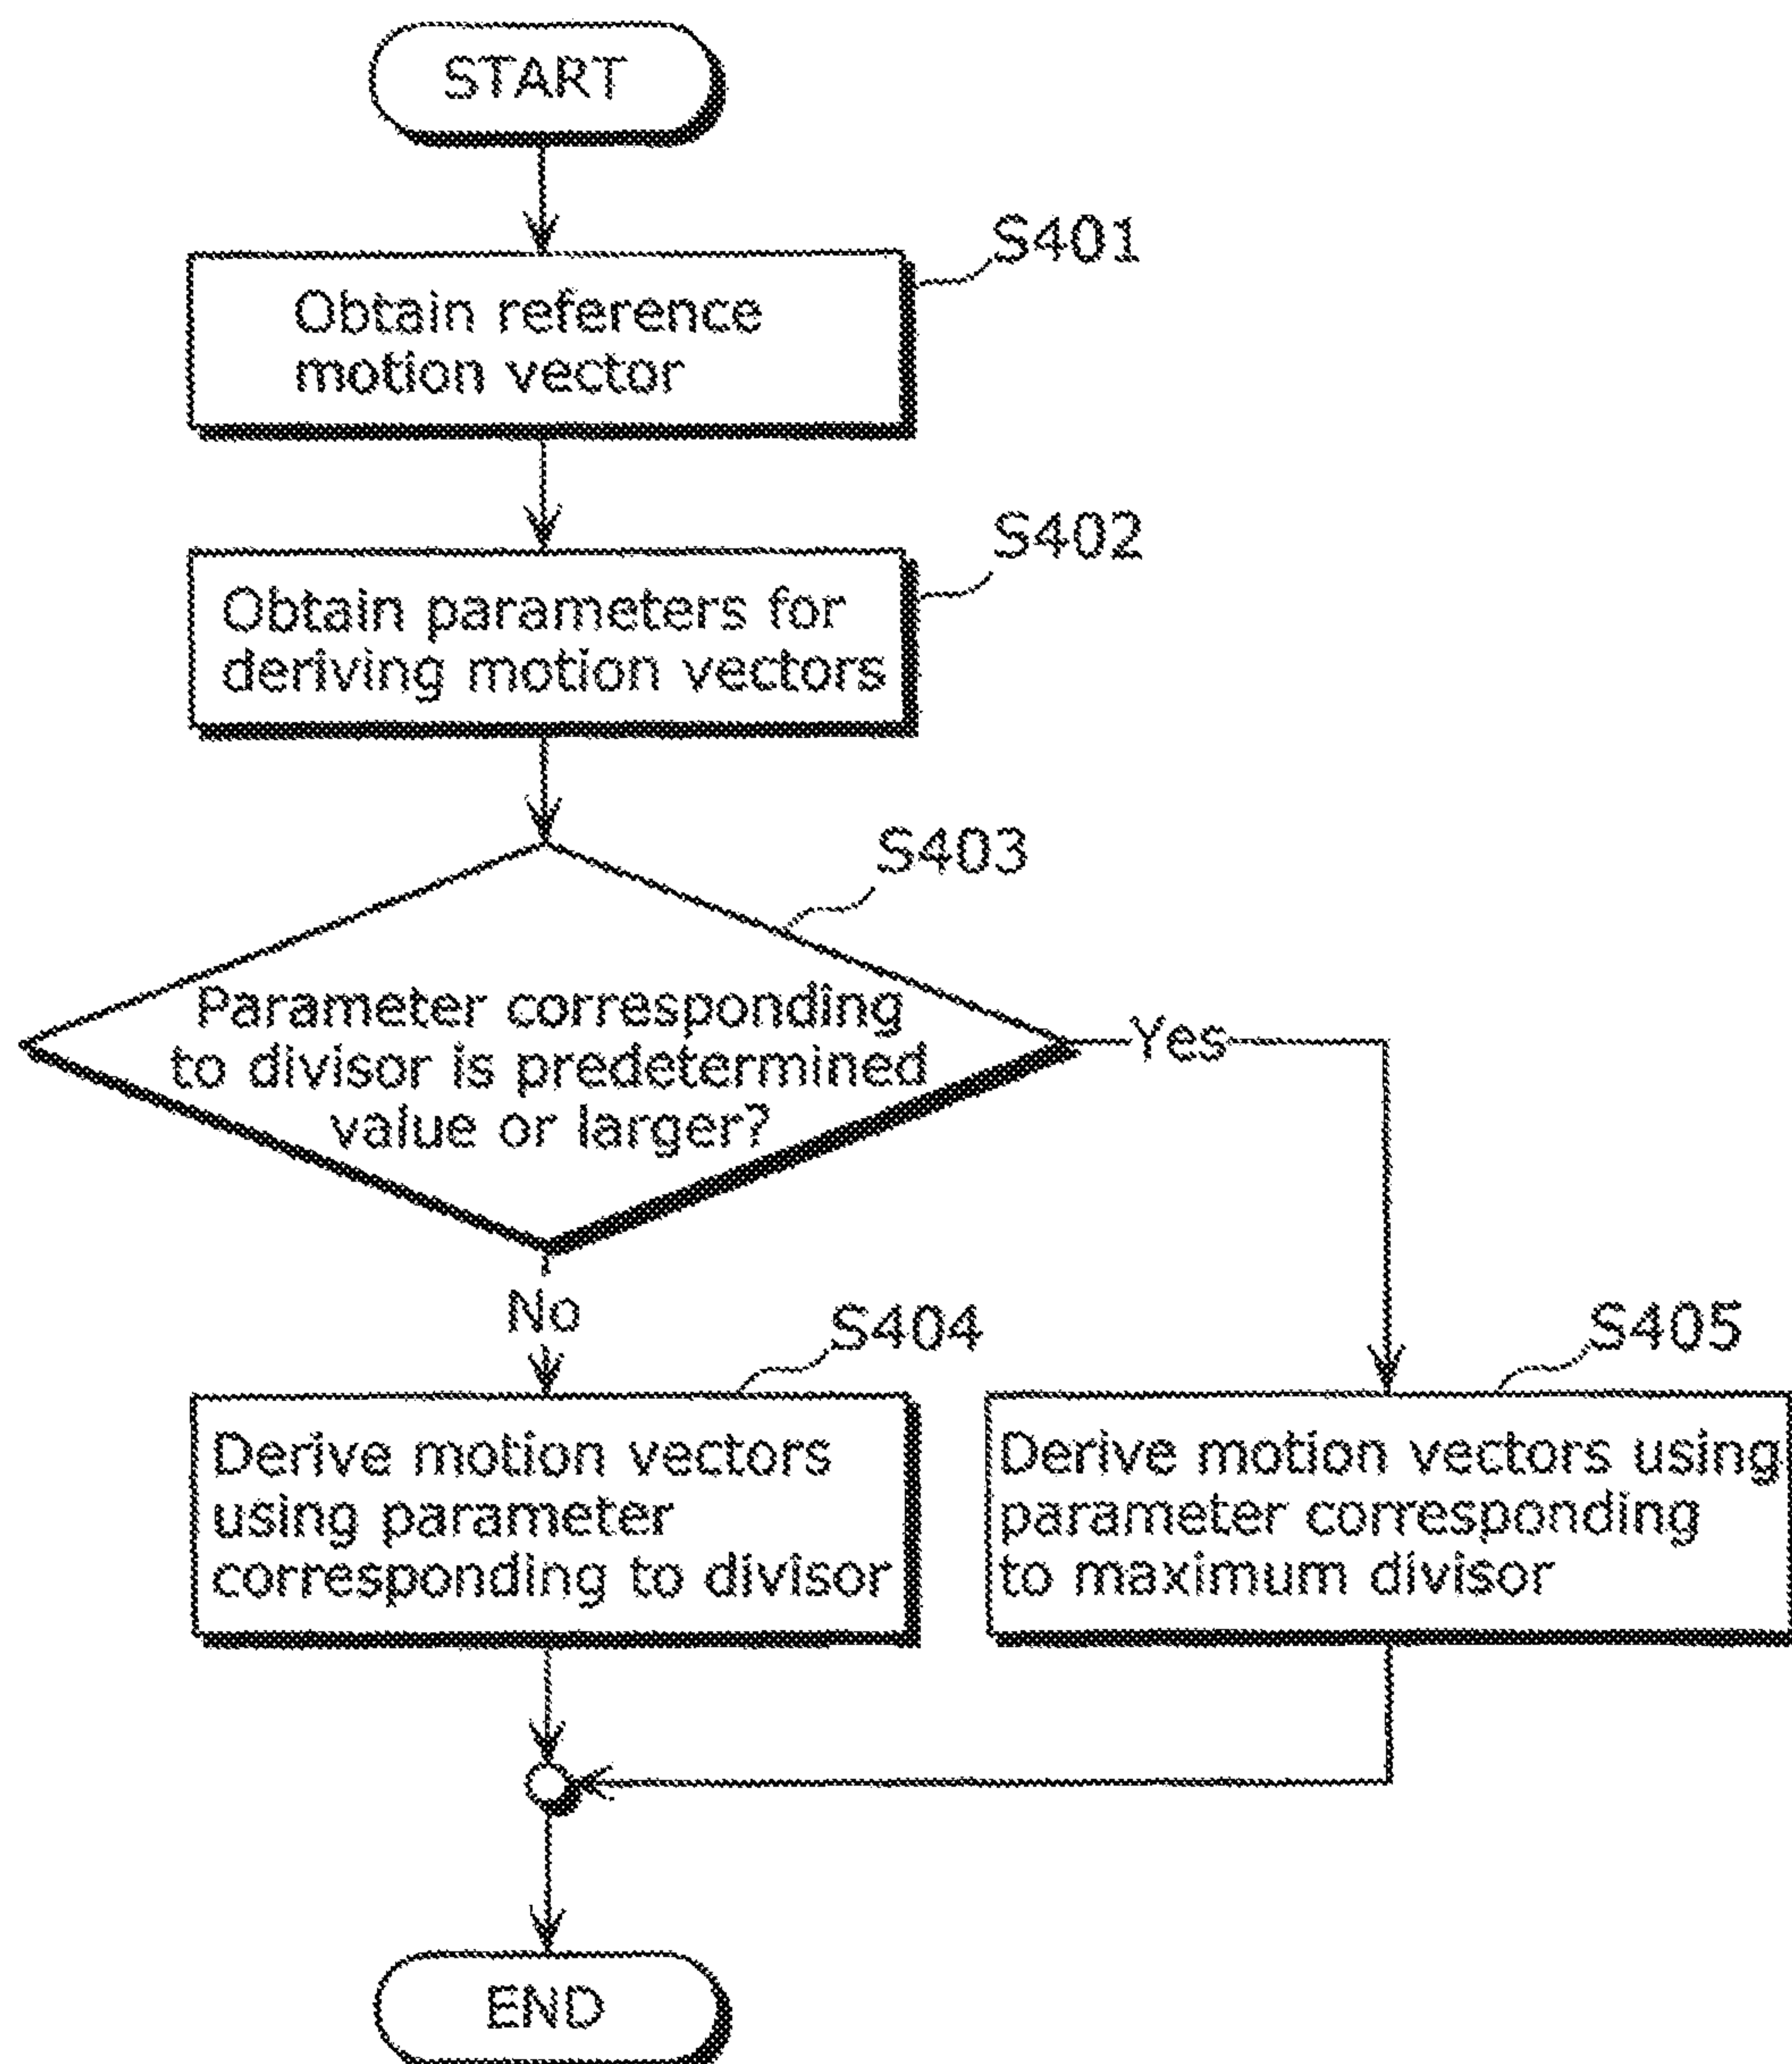 START
S401
Obtain reference
motion vector
S402
Obtain parameters for
deriving motion vectors
S403
Parameter corresponding
to divisor is predetermined
value or larger?
Yes
No
S404
Derive motion vectors
using parameter
corresponding to divisor
S405
Derive motion vectors using
parameter corresponding
to maximum divisor
END